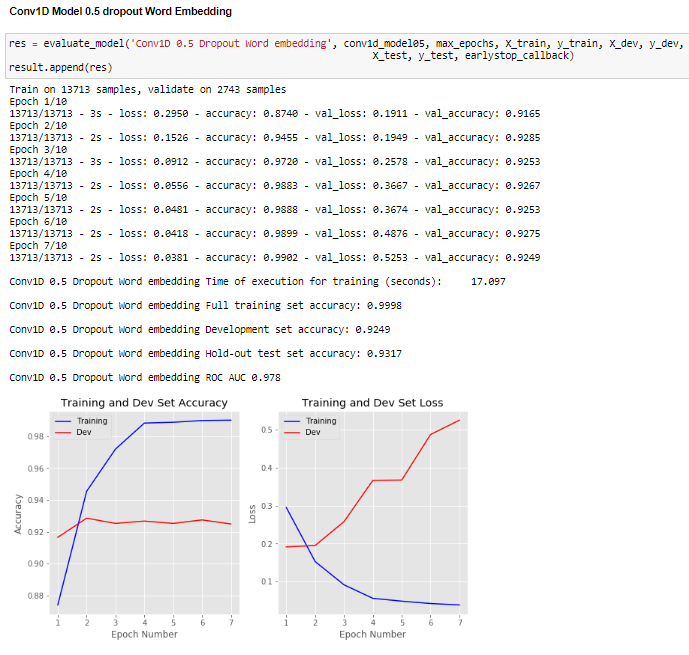 Conv1D Model 0.5 dropout Word Embedding
res = evaluate_model('Conv1D 0.5 Dropout Word embedding', conv1d_model05, max_epochs, X_train, y_train, X_dev, y_dev,
X_test, y_test, earlystop_callback)
result.append(res)
Train on 13713 samples, validate on 2743 samples
Epoch 1/10
13713/13713 - 3s - loss: 0.2950 - accuracy: 0.8740 - val_loss: 0.1911 - val_accuracy: 0.9165
Epoch 2/10
13713/13713 - 2s - loss: 0.1526 - accuracy: 0.9455 - val_loss: 0.1949 - val_accuracy: 0.9285
Epoch 3/10
13713/13713 - 3s - loss: 0.0912 - accuracy: 0.9720 - val_loss: 0.2578 - val_accuracy: 0.9253
Epoch 4/10
13713/13713 - 2s - loss: 0.0556 - accuracy: 0.9883 - val_loss: 0.3667 - val_accuracy: 0.9267
Epoch 5/10
13713/13713 - 2s - loss: 0.0481 - accuracy: 0.9888 - val_loss: 0.3674 - val_accuracy: 0.9253
Epoch 6/10
13713/13713 - 2s - loss: 0.0418 - accuracy: 0.9899 - val_loss: 0.4876 - val_accuracy: 0.9275
Epoch 7/10
13713/13713 - 2s - loss: 0.0381 - accuracy: 0.9902 - val_loss: 0.5253 - val_accuracy: 0.9249
Conv1D 0.5 Dropout Word embedding Time of execution for training (seconds): 17.097
Conv1D 0.5 Dropout Word embedding Full training set accuracy: 0.9998
Conv1D 0.5 Dropout Word embedding Development set accuracy: 0.9249
Conv1D 0.5 Dropout Word embedding Hold-out test set accuracy: 0.9317
Conv1D 0.5 Dropout Word embedding ROC AUC 0.978
Training and Dev Set Accuracy
Training
Dev
Accuracy
0.98
0.96
0.94
0.92
0.90
0.88
1 2 3 4 5 6 7
Epoch Number
Training and Dev Set Loss
Training
Dev
Loss
0.5
0.4
0.3
0.2
0.1
1 2 3 4 5 6 7
Epoch Number